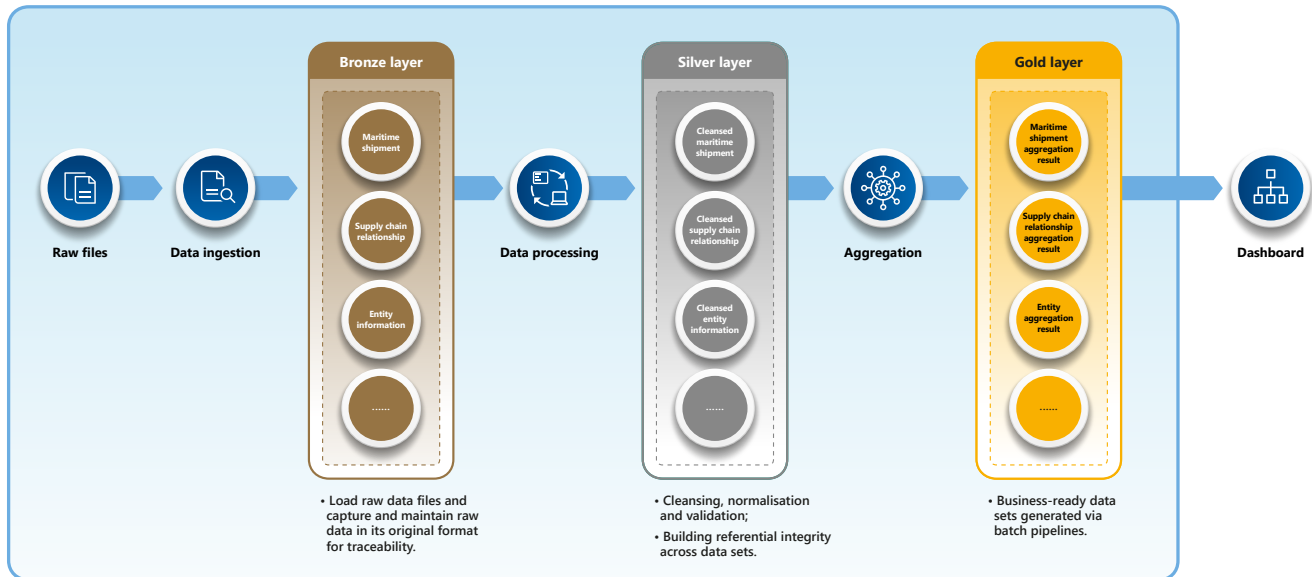 Raw files
Data ingestion
Bronze layer
Maritime
shipment
Supply chain
relationship
Entity
information
......
• Load raw data files and
capture and maintain raw
data in its original format
for traceability.
Data processing
Silver layer
Cleansed
maritime
shipment
Cleansed
supply chain
relationship
Cleansed
entity
information
......
• Cleansing, normalisation
and validation;
• Building referential integrity
across data sets.
Aggregation
Gold layer
Maritime
shipment
aggregation
result
Supply chain
relationship
aggregation
result
Entity
aggregation
result
......
• Business-ready data
sets generated via
batch pipelines.
Dashboard